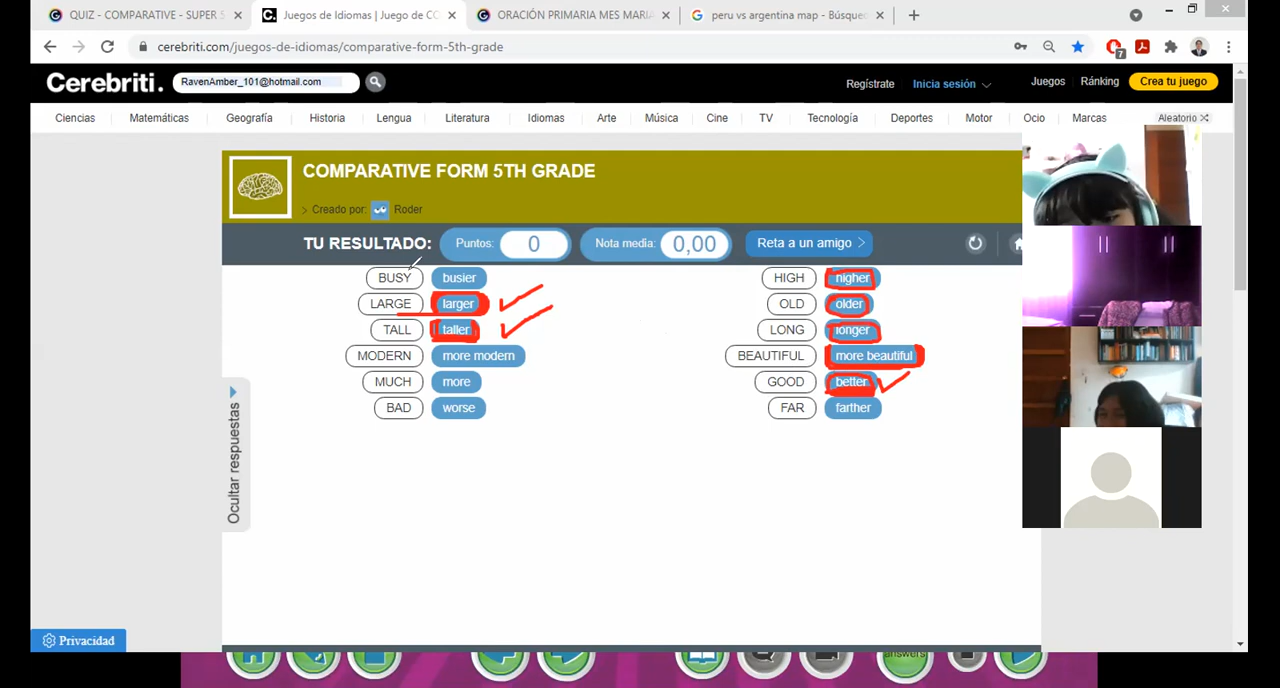 QUIZ - COMPARATIVE - SUPER S
Juegos de Idiomas | Juego de CO
ORACIÓN PRIMARIA MES MARIA
peru vs argentina map - Búsque
cerebriti.com/juegos-de-idiomas/comparative-form-5th-grade
7
Cerebriti.
RavenAmber_101@hotmail.com
Regístrate
Inicia sesión
Juegos
Ránking
Crea tu juego
Ciencias
Matemáticas
Geografía
Historia
Lengua
Literatura
Idiomas
Arte
Música
Cine
TV
Tecnología
Deportes
Motor
Ocio
Marcas
Aleatorio
COMPARATIVE FORM 5TH GRADE
> Creado por: Roder
TU RESULTADO: Puntos: 0 Nota media: 0,00 Reta a un amigo >
BUSY busier
LARGE larger
TALL taller
MODERN more modern
MUCH more
BAD worse
HIGH higher
OLD older
LONG longer
BEAUTIFUL more beautiful
GOOD better
FAR farther
Ocultar respuestas
Privacidad
answers